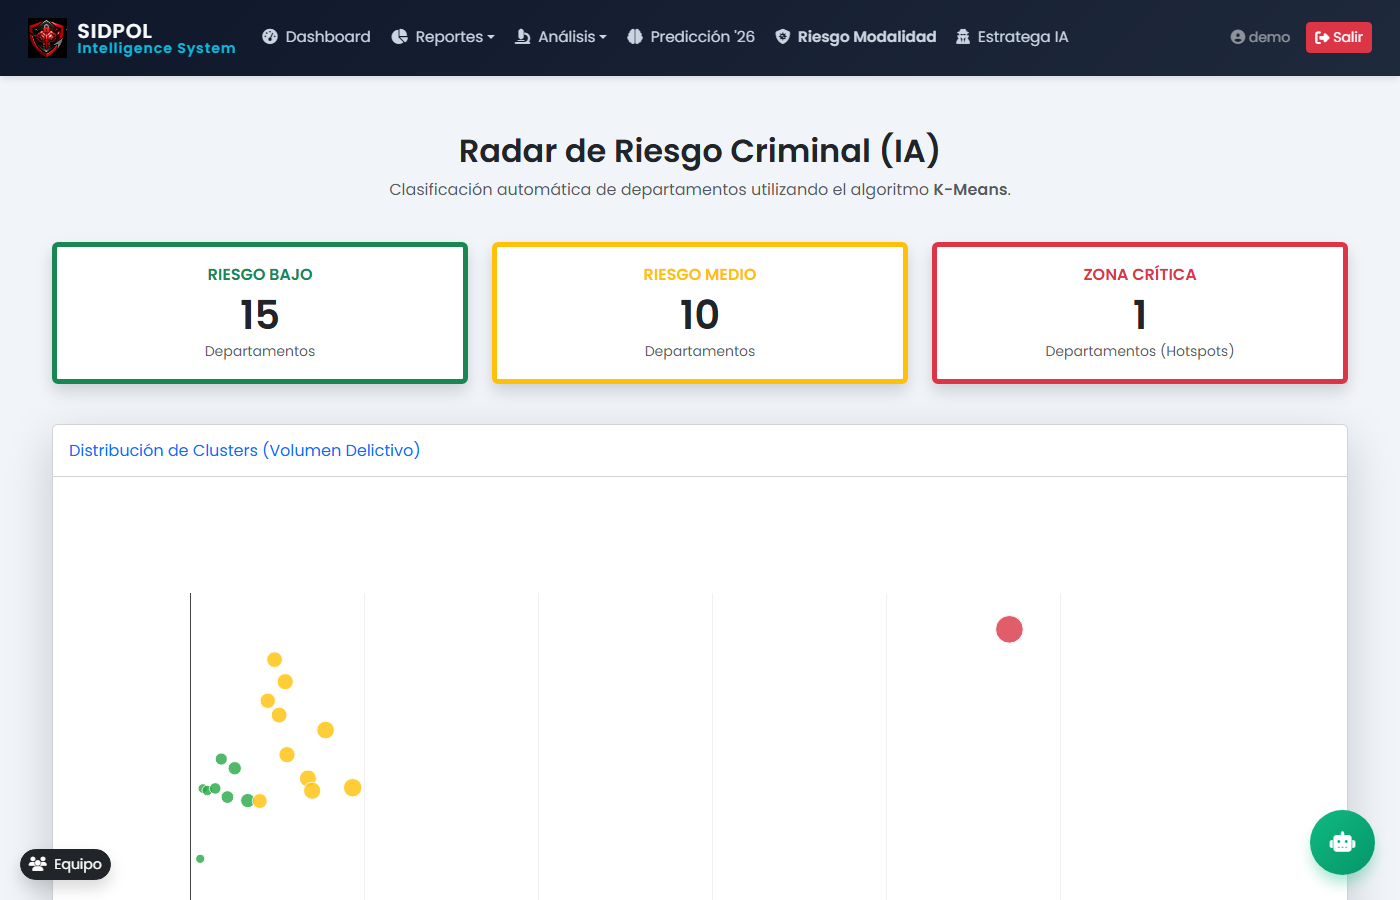 SIDPOL
Intelligence System
Dashboard
Reportes
Análisis
Predicción '26
Riesgo Modalidad
Estratega IA
demo
Salir
Radar de Riesgo Criminal (IA)
Clasificación automática de departamentos utilizando el algoritmo K-Means.
RIESGO BAJO
15
Departamentos
RIESGO MEDIO
10
Departamentos
ZONA CRÍTICA
1
Departamentos (Hotspots)
Distribución de Clusters (Volumen Delictivo)
Equipo